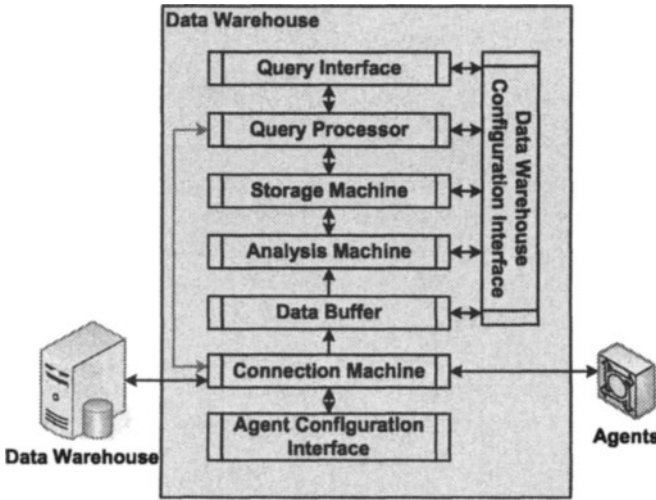 Data Warehouse
Query Interface
Query Processor
Storage Machine
Analysis Machine
Data Buffer
Connection Machine
Agent Configuration
Interface
Data Warehouse
Configuration Interface
Data Warehouse
Agents